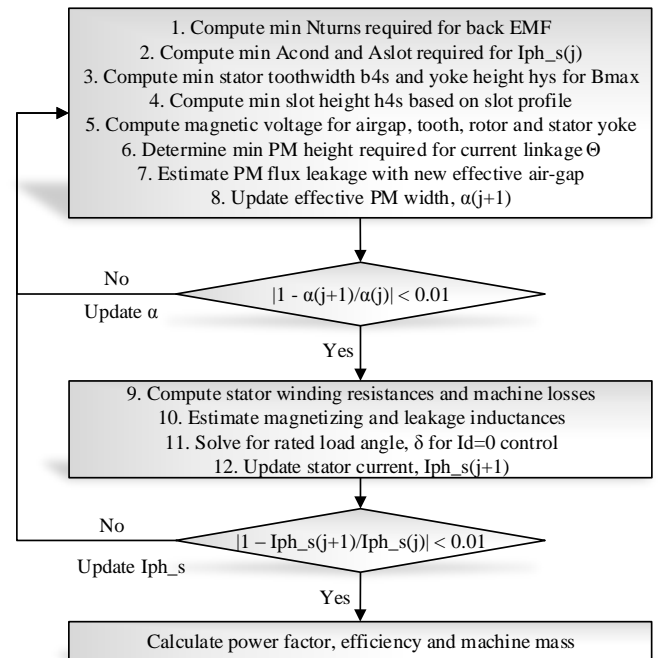 1. Compute min Nturns required for back EMF
2. Compute min Acond and Aslot required for Iph_s(j)
3. Compute min stator toothwidth b4s and yoke height hys for Bmax
4. Compute min slot height h4s based on slot profile
5. Compute magnetic voltage for airgap, tooth, rotor and stator yoke
6. Determine min PM height required for current linkage Θ
7. Estimate PM flux leakage with new effective air-gap
8. Update effective PM width, α(j+1)
No
|1 - α(j+1)/α(j)| < 0.01
Update α
Yes
9. Compute stator winding resistances and machine losses
10. Estimate magnetizing and leakage inductances
11. Solve for rated load angle, δ for Id=0 control
12. Update stator current, Iph_s(j+1)
No
|1 – Iph_s(j+1)/Iph_s(j)| < 0.01
Update Iph_s
Yes
Calculate power factor, efficiency and machine mass